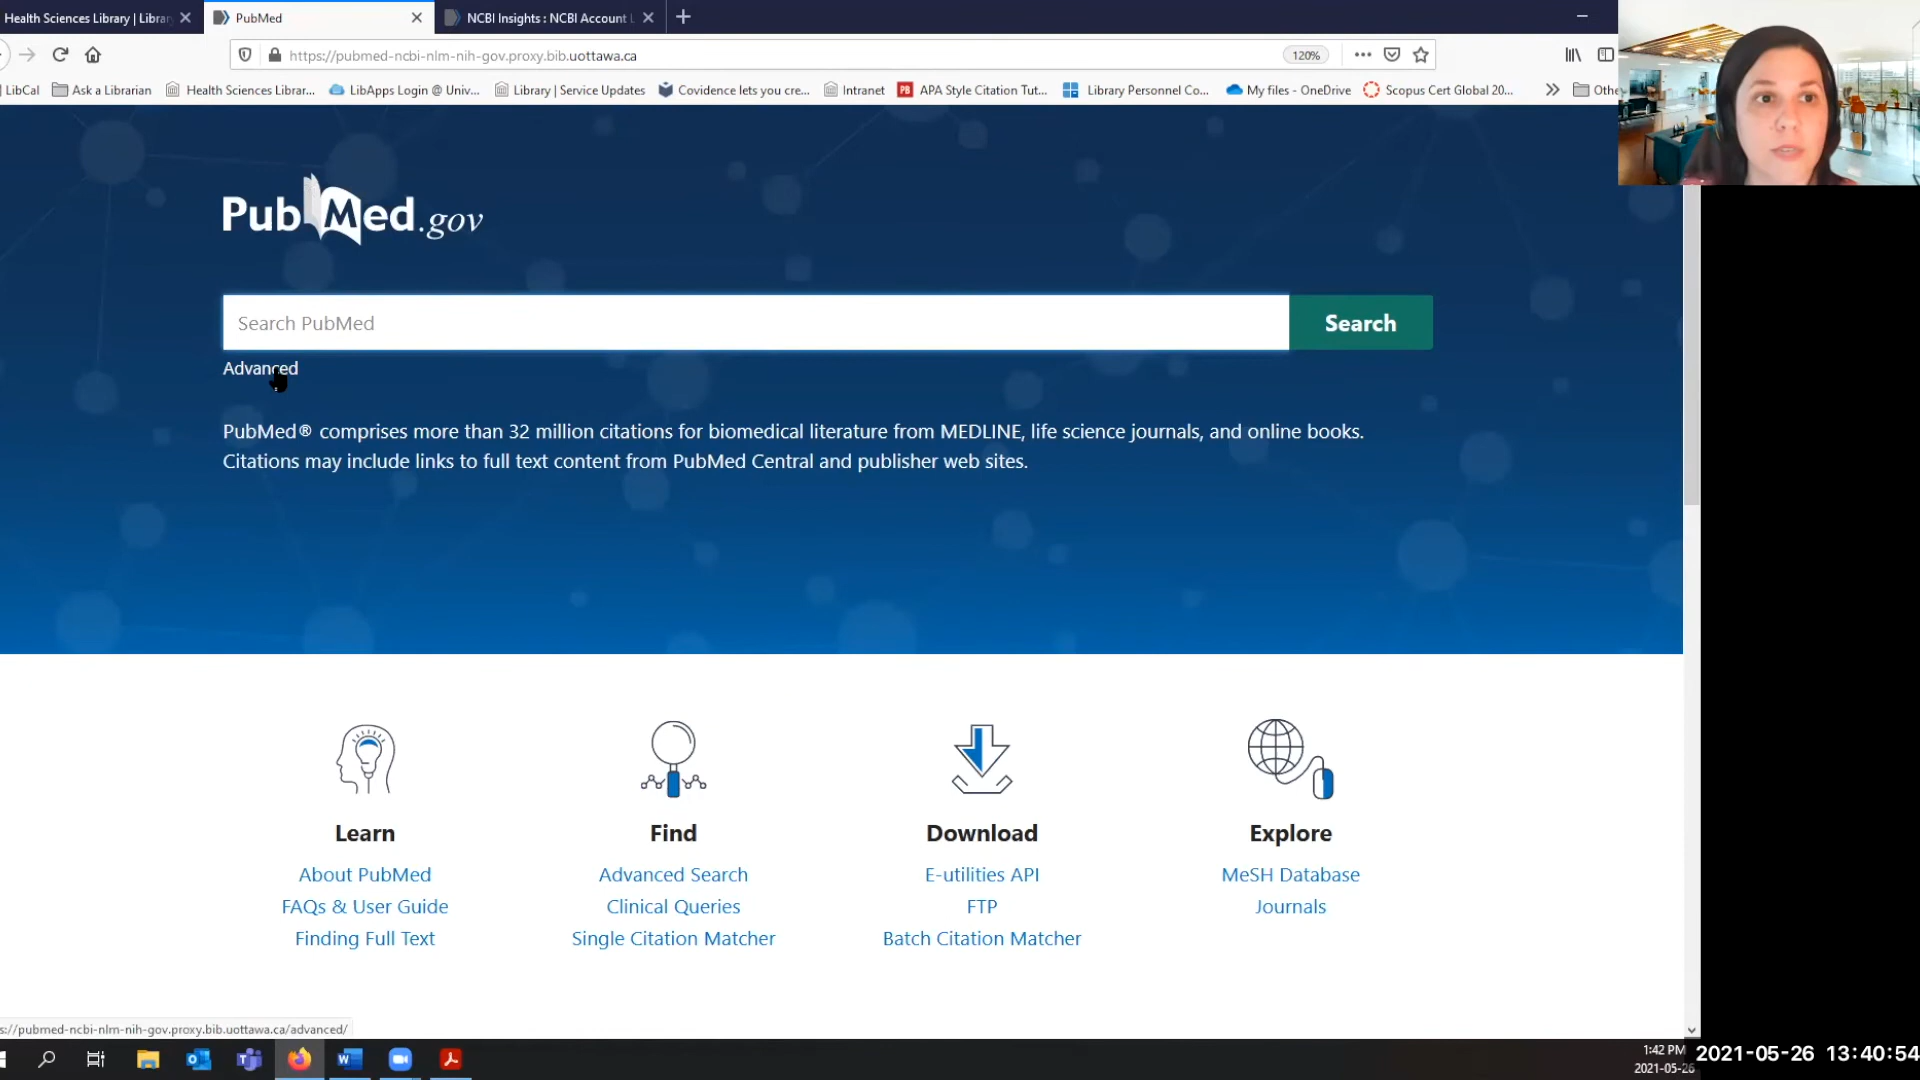 Health Sciences Library | Librar
PubMed
NCBI Insights : NCBI Account L
https://pubmed-ncbi-nlm-nih-gov.proxy.bib.uottawa.ca
120%
LibCal
Ask a Librarian
Health Sciences Librar...
LibApps Login @ Univ...
Library | Service Updates
Covidence lets you cre...
Intranet
PB
APA Style Citation Tut...
Library Personnel Co...
My files - OneDrive
Scopus Cert Global 20...
Othe
PubMed.gov
Search PubMed
Search
Advanced
PubMed® comprises more than 32 million citations for biomedical literature from MEDLINE, life science journals, and online books.
Citations may include links to full text content from PubMed Central and publisher web sites.
Learn
About PubMed
FAQs & User Guide
Finding Full Text
Find
Advanced Search
Clinical Queries
Single Citation Matcher
Download
E-utilities API
FTP
Batch Citation Matcher
Explore
MeSH Database
Journals
s://pubmed-ncbi-nlm-nih-gov.proxy.bib.uottawa.ca/advanced/
1:42 PM
2021-05-26
2021-05-26 13:40:54